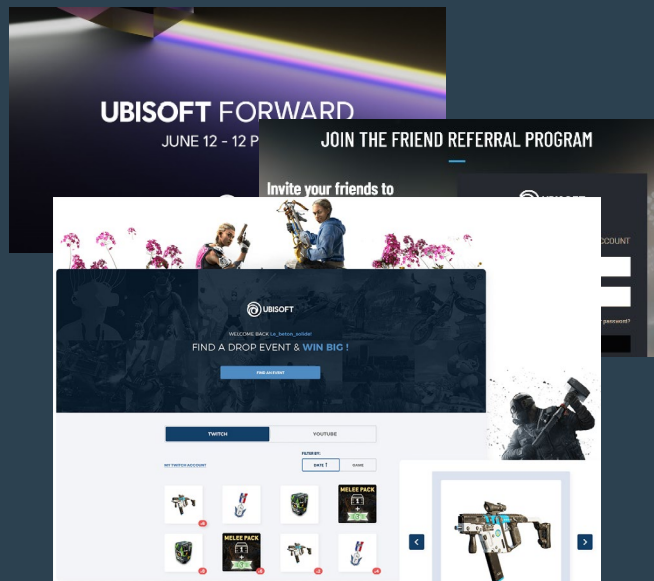 UBISOFT FORWARD
JUNE 12 - 12 P
JOIN THE FRIEND REFERRAL PROGRAM
Invite your friends to
CCOUNT
password?
UBISOFT
WELCOME BACK Le_beton_solide!
FIND A DROP EVENT & WIN BIG !
FIND AN EVENT
TWITCH
YOUTUBE
FILTER BY:
MY TWITCH ACCOUNT
DATE
GAME
MELEE PACK
MELEE PACK